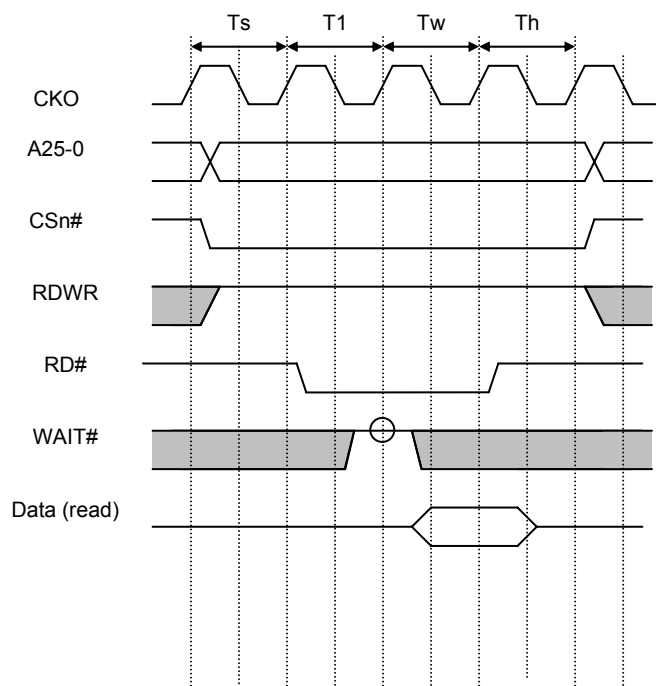 Ts T1 Tw Th
CKO
A25-0
CSn#
RDWR
RD#
WAIT#
Data (read)